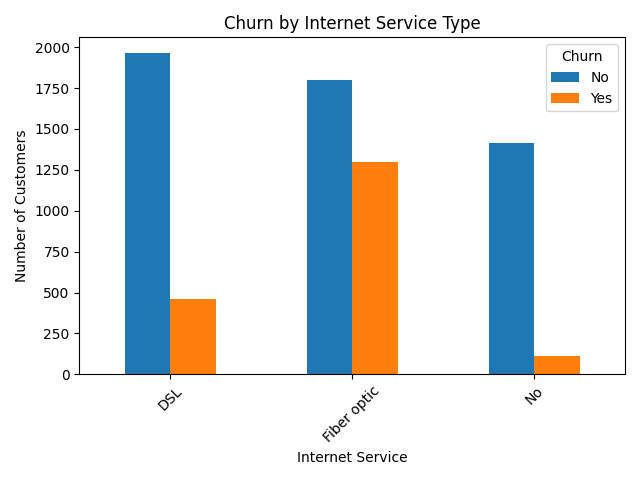 Churn by Internet Service Type
Number of Customers
2000
1750
1500
1250
1000
750
500
250
0
Churn
No
Yes
DSL
Fiber optic
No
Internet Service